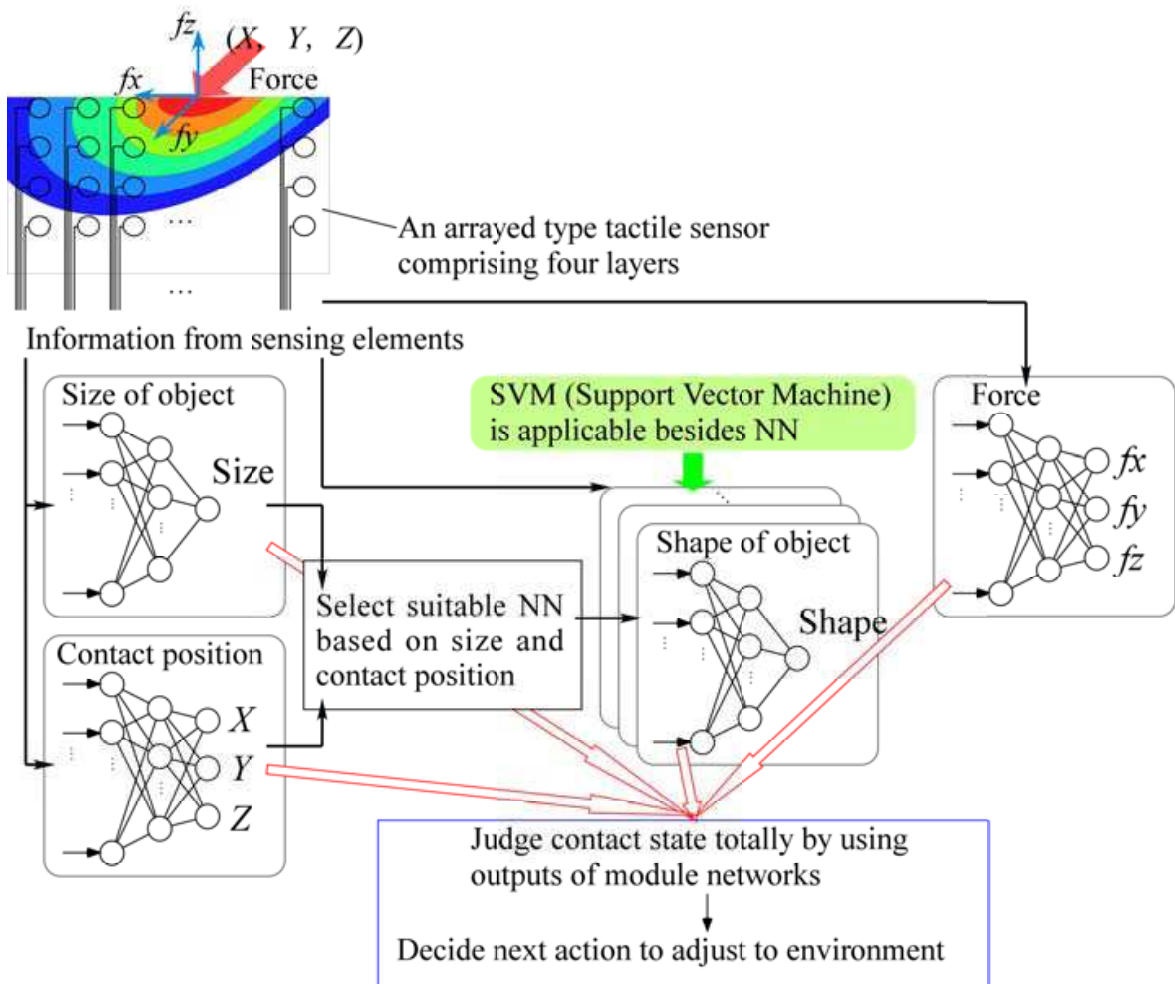 fz
(X, Y, Z)
fx
Force
fy
...
...
An arrayed type tactile sensor
comprising four layers
Information from sensing elements
Size of object
Size
SVM (Support Vector Machine)
is applicable besides NN
Force
fx
fy
fz
Shape of object
Shape
Select suitable NN
based on size and
contact position
Contact position
X
Y
Z
Judge contact state totally by using
outputs of module networks
Decide next action to adjust to environment